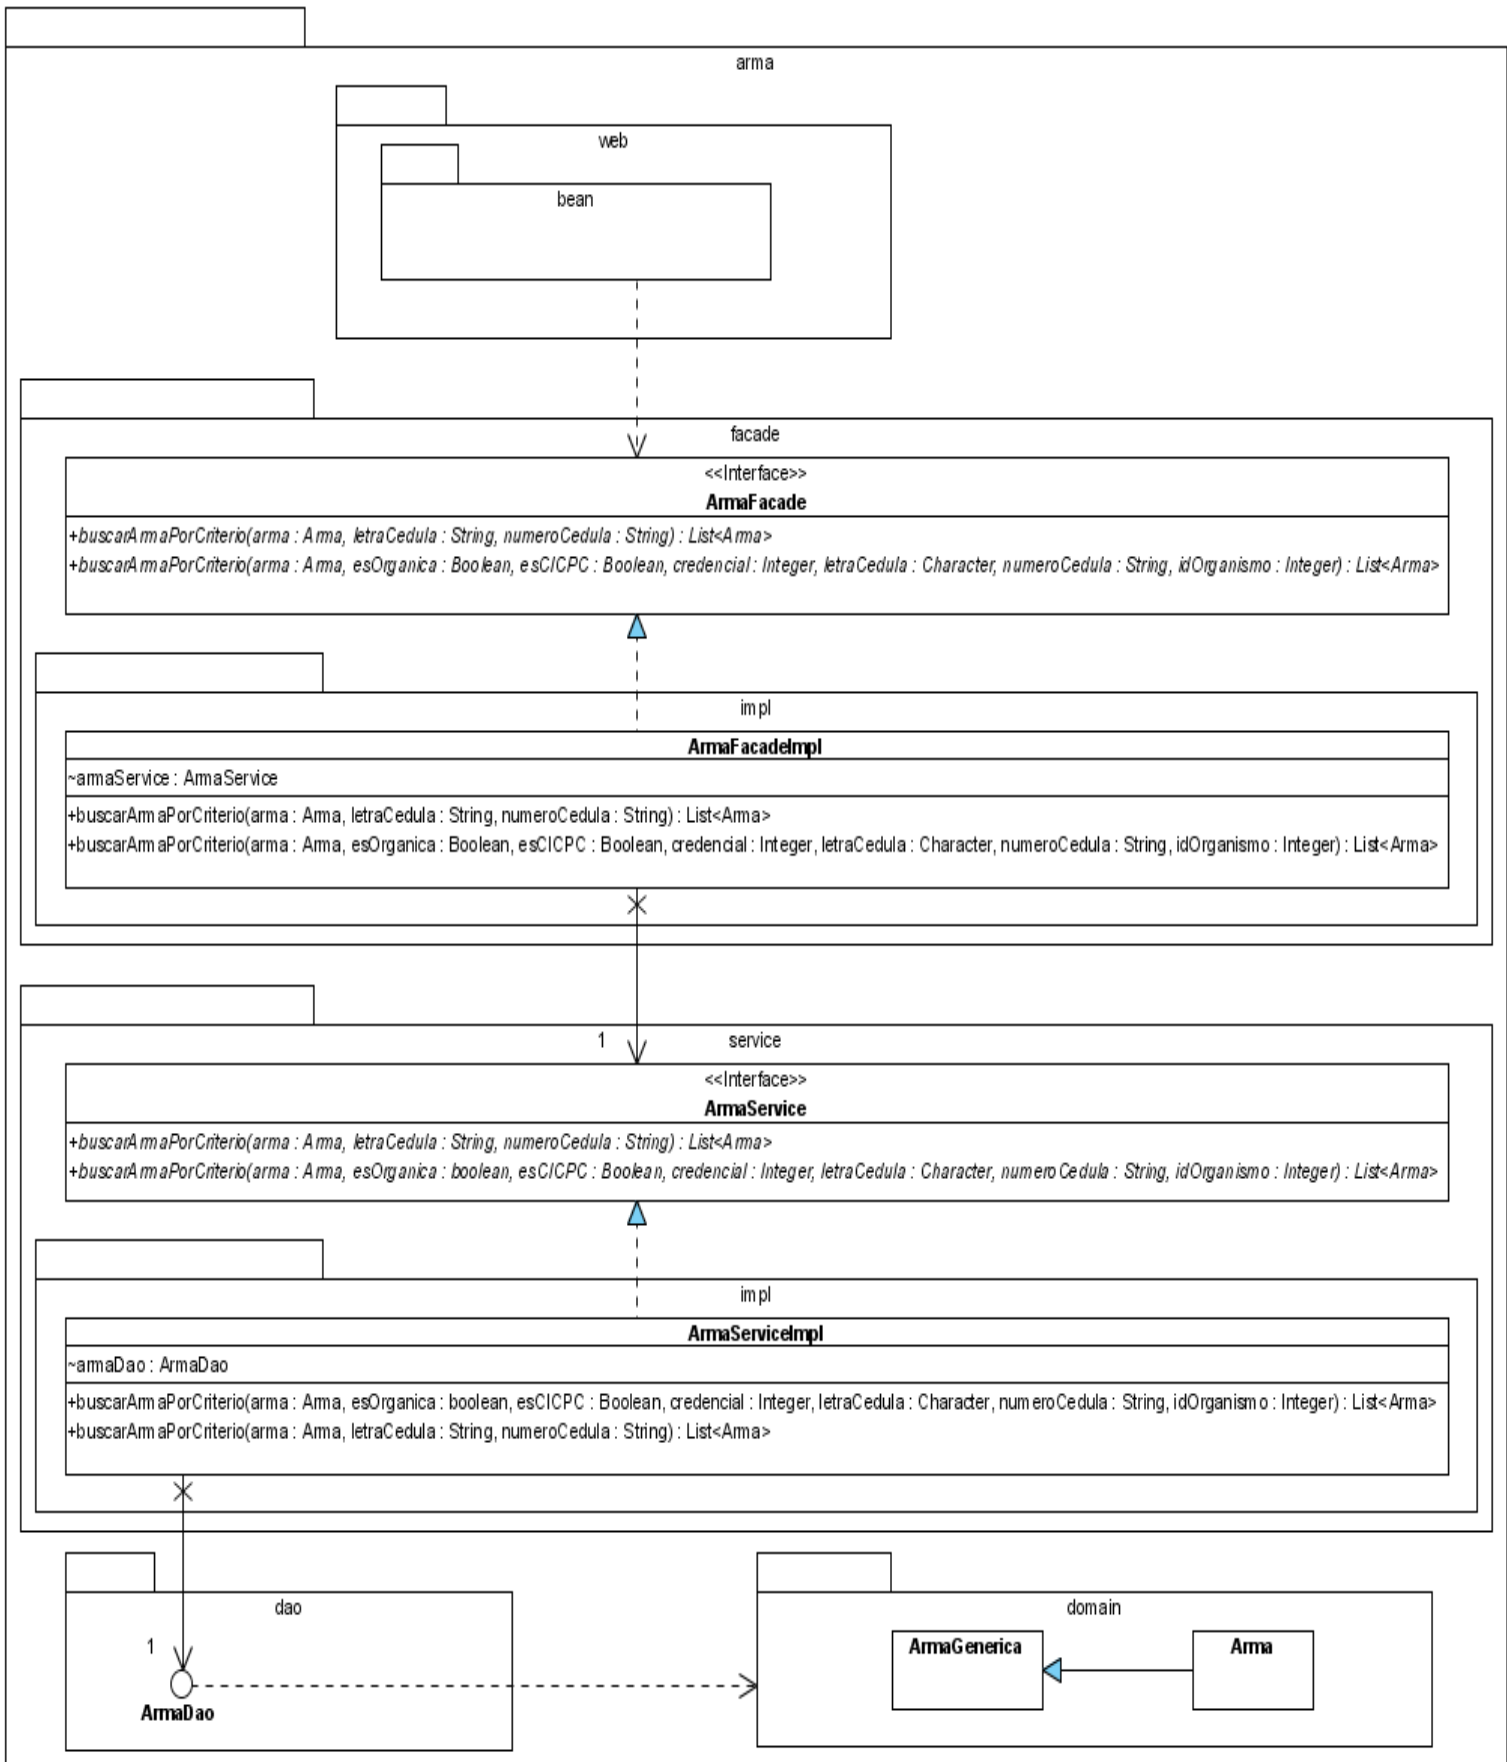 arma
web
bean
facade
<<Interface>>
ArmaFacade
+buscarArmaPorCriterio(arma : Arma, letraCedula : String, numeroCedula : String) : List<Arma>
+buscarArmaPorCriterio(arma : Arma, esOrganica : Boolean, esCICPC : Boolean, credencial : Integer, letraCedula : Character, numeroCedula : String, idOrganismo : Integer) : List<Arma>
impl
ArmaFacadeImpl
~armaService : ArmaService
+buscarArmaPorCriterio(arma : Arma, letraCedula : String, numeroCedula : String) : List<Arma>
+buscarArmaPorCriterio(arma : Arma, esOrganica : Boolean, esCICPC : Boolean, credencial : Integer, letraCedula : Character, numeroCedula : String, idOrganismo : Integer) : List<Arma>
1
service
<<Interface>>
ArmaService
+buscarArmaPorCriterio(arma : Arma, letraCedula : String, numeroCedula : String) : List<Arma>
+buscarArmaPorCriterio(arma : Arma, esOrganica : boolean, esCICPC : Boolean, credencial : Integer, letraCedula : Character, numeroCedula : String, idOrganismo : Integer) : List<Arma>
impl
ArmaServiceImpl
~armaDao : ArmaDao
+buscarArmaPorCriterio(arma : Arma, esOrganica : boolean, esCICPC : Boolean, credencial : Integer, letraCedula : Character, numeroCedula : String, idOrganismo : Integer) : List<Arma>
+buscarArmaPorCriterio(arma : Arma, letraCedula : String, numeroCedula : String) : List<Arma>
dao
1
ArmaDao
domain
ArmaGenerica
Arma